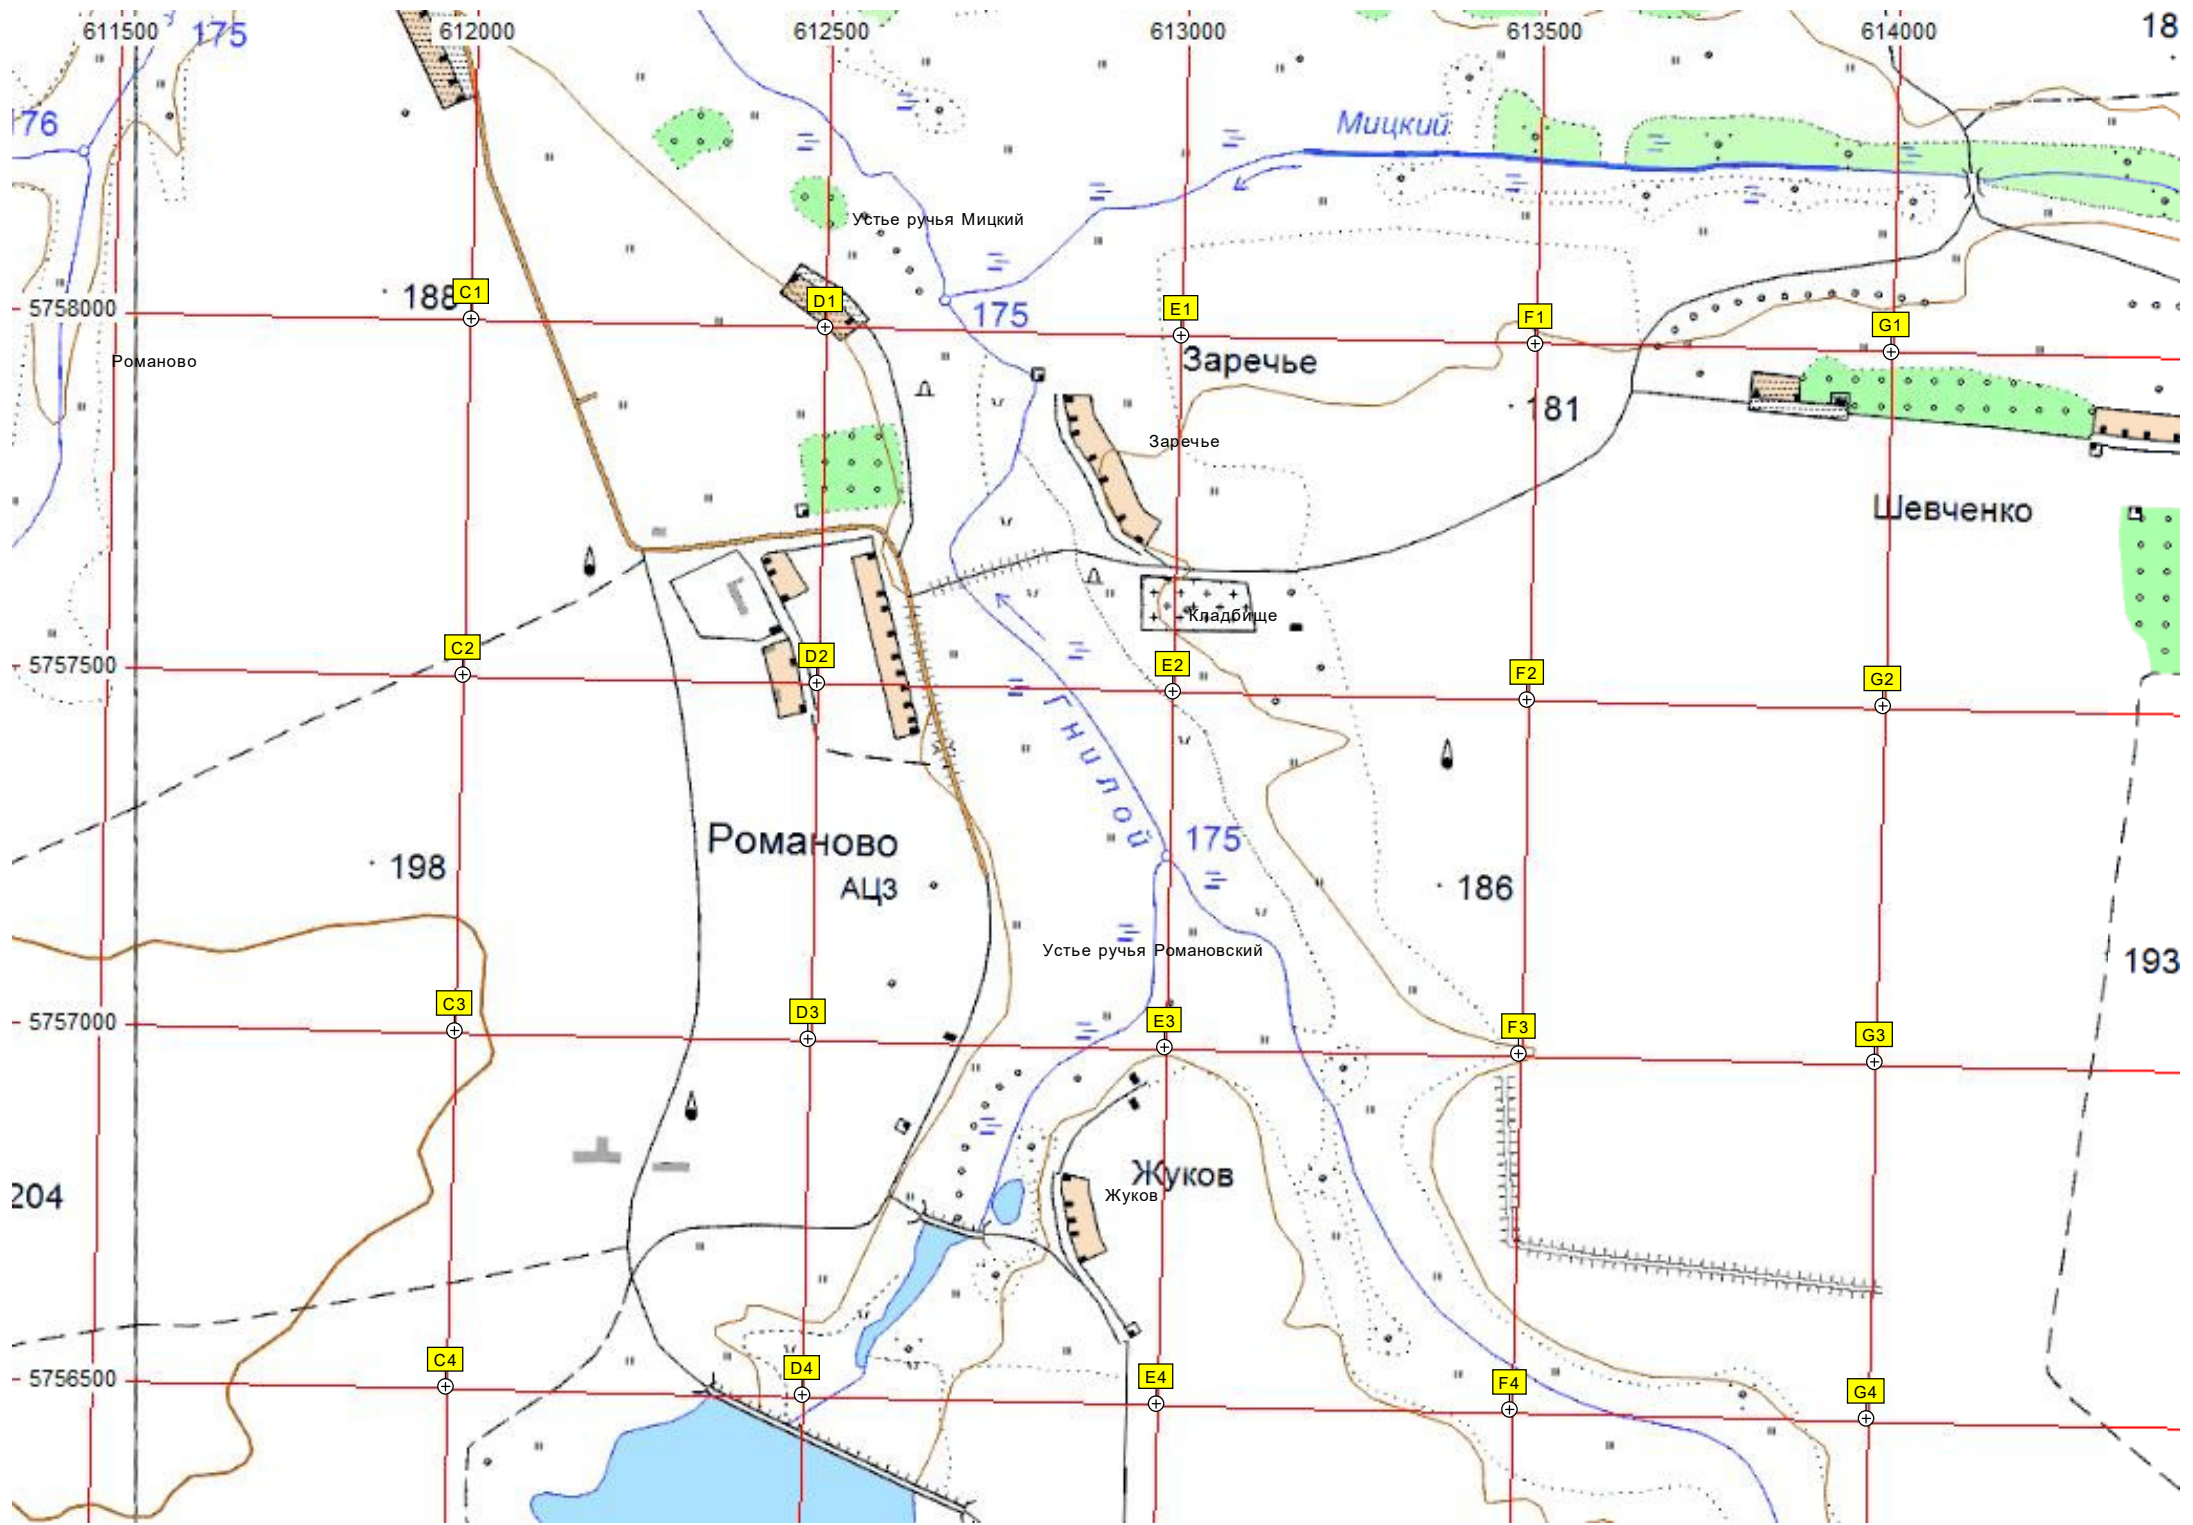 611500
612000
612500
613000
613500
614000
18
175
76
Мицкий
Устье ручья Мицкий
188
C1
D1
175
E1
F1
G1
5758000
Романово
Заречье
181
Заречье
Шевченко
Кладбище
C2
D2
E2
F2
G2
5757500
Гнилой
Романово
175
АЦЗ
198
186
Устье ручья Романовский
193
C3
D3
E3
F3
G3
5757000
Жуков
204
Жуков
C4
D4
E4
F4
G4
5756500